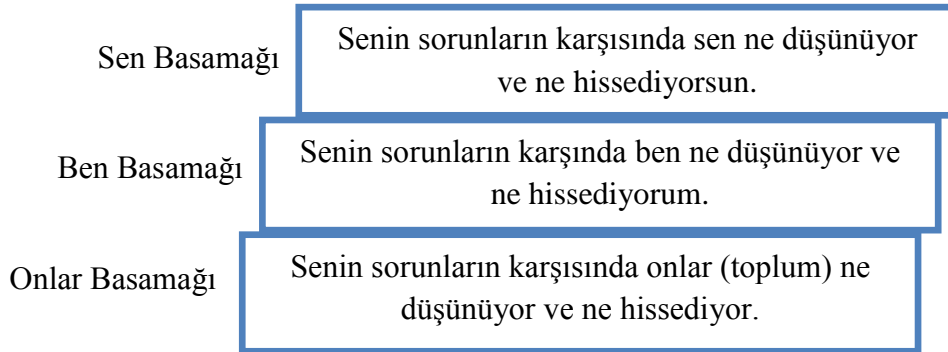 Sen Basamağı
Senin sorunların karşısında sen ne düşünüyor
ve ne hissediyorsun.
Ben Basamağı
Senin sorunların karşında ben ne düşünüyor ve
ne hissediyorum.
Onlar Basamağı
Senin sorunların karşısında onlar (toplum) ne
düşünüyor ve ne hissediyor.